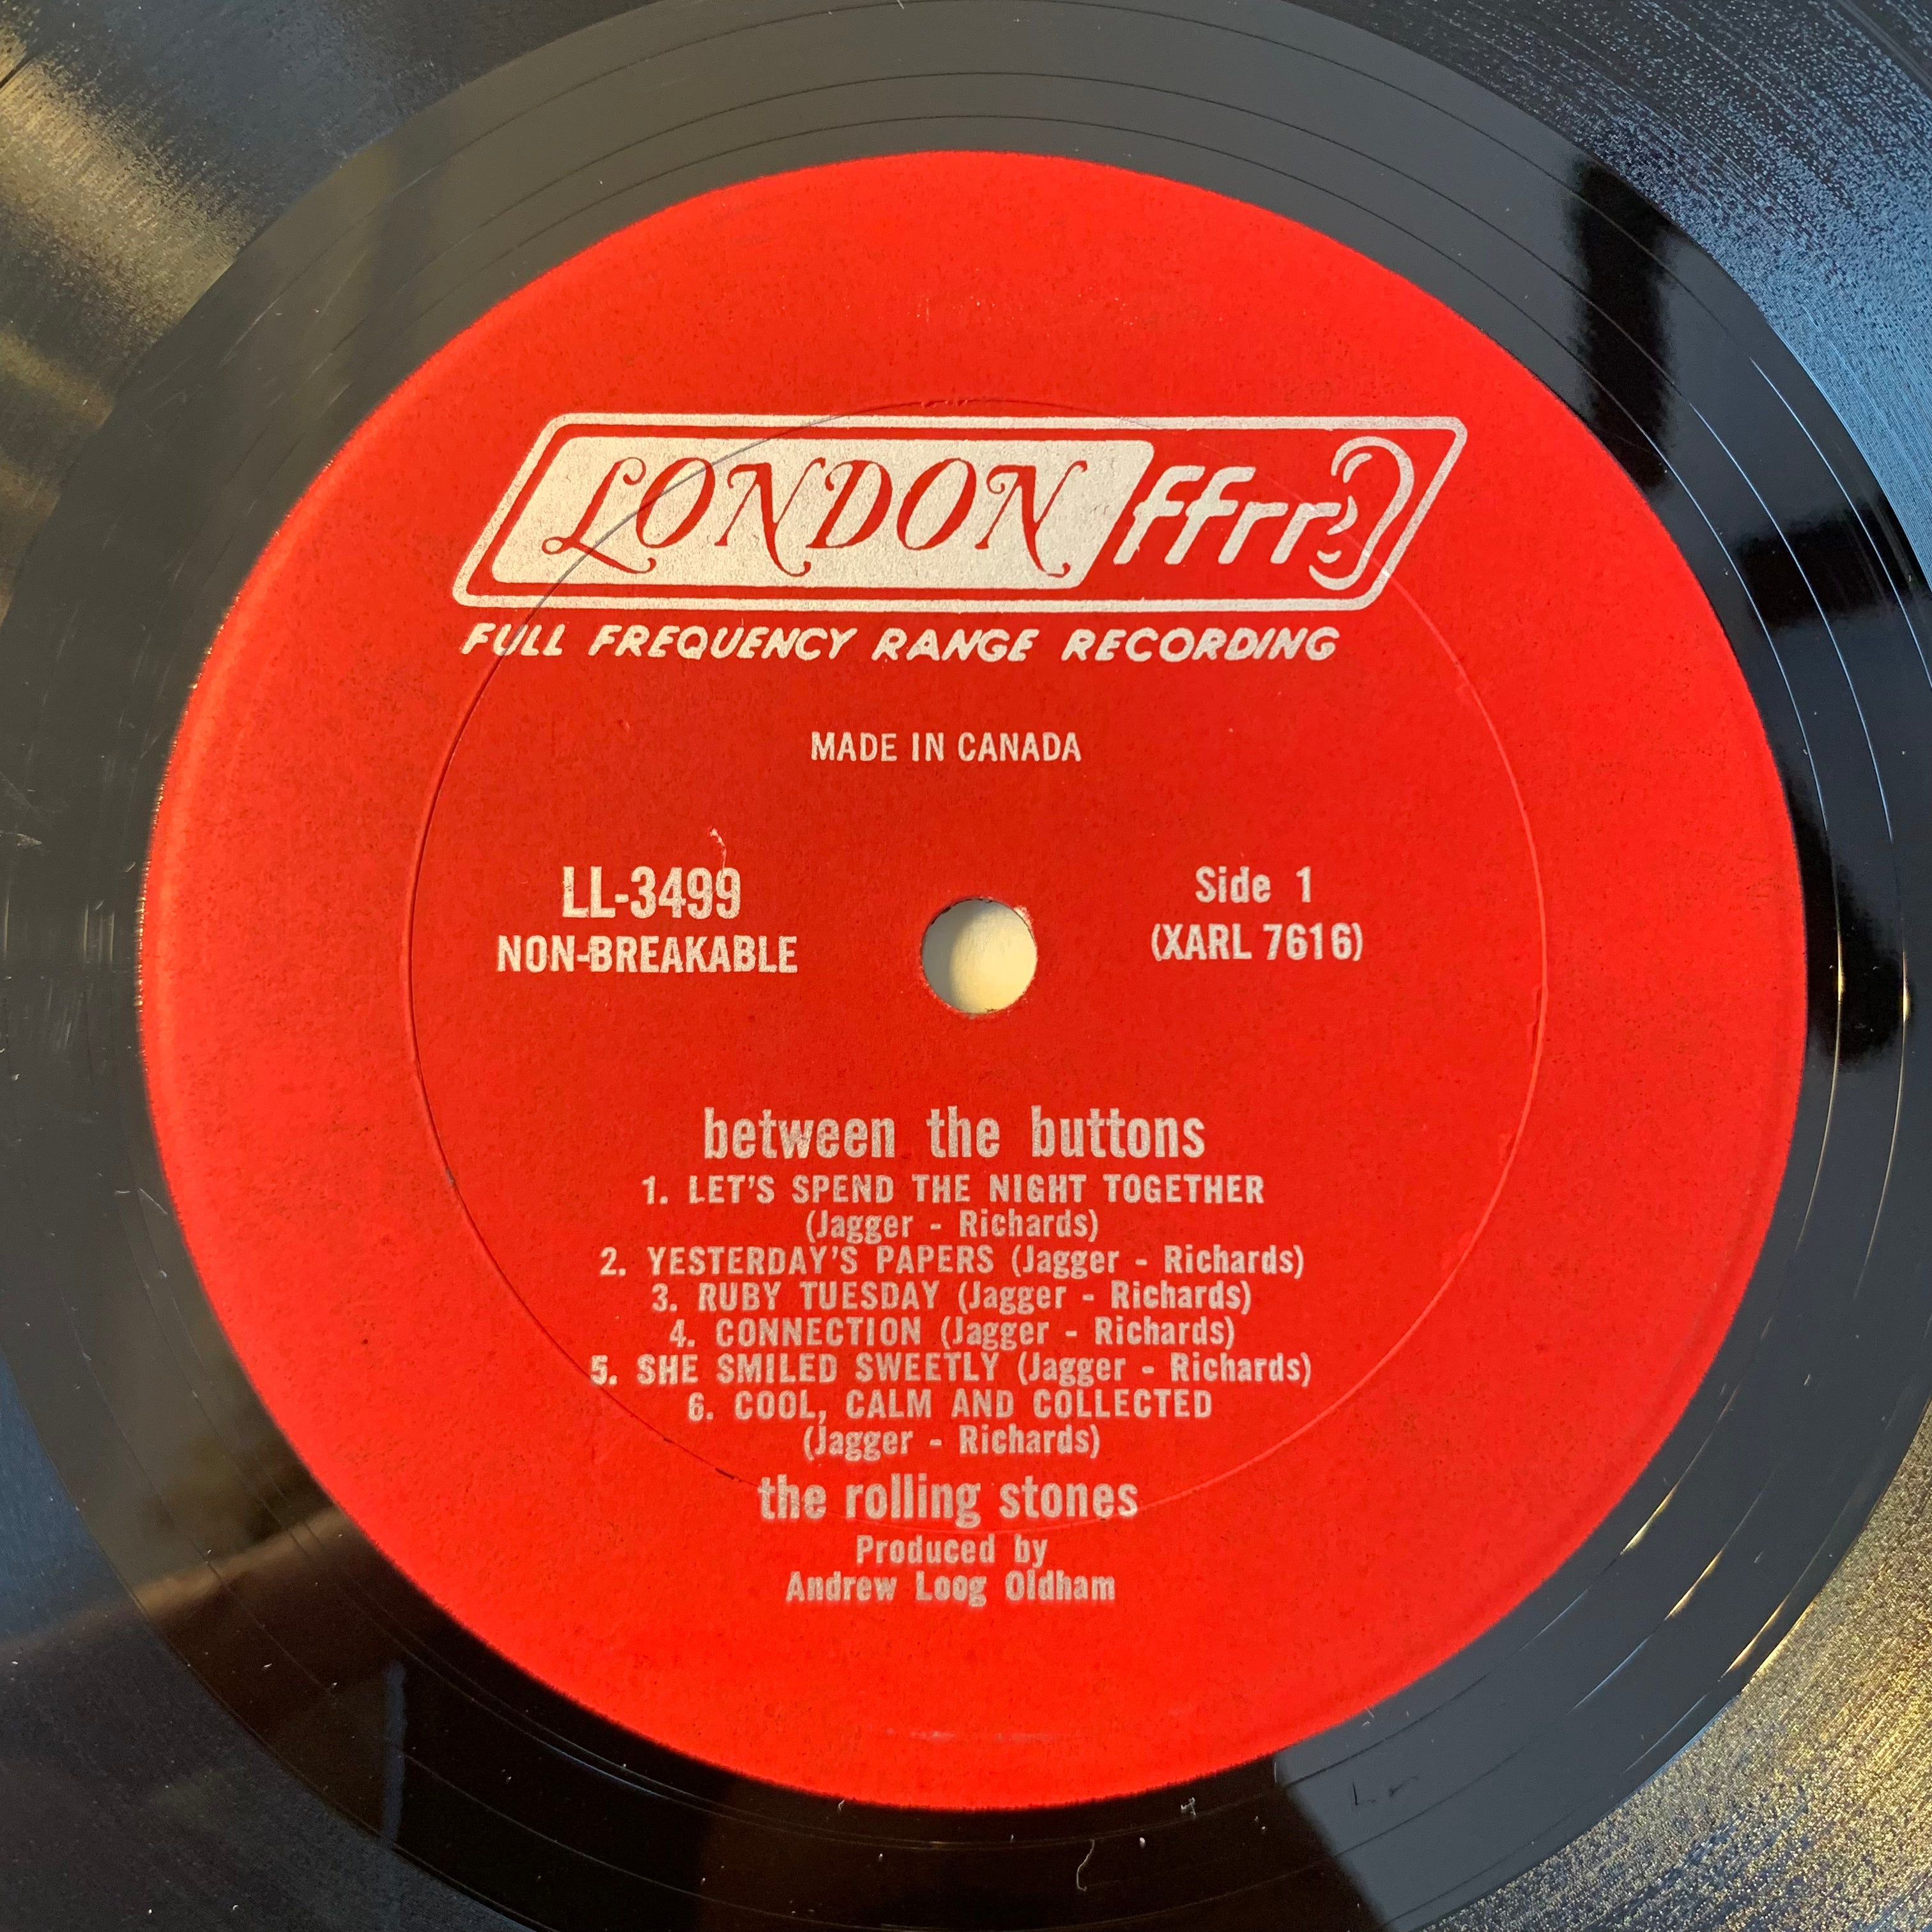 LONDON ffrr
FULL FREQUENCY RANGE RECORDING
MADE IN CANADA
LL-3499
NON-BREAKABLE
Side 1
(XARL 7616)
between the buttons
1. LET'S SPEND THE NIGHT TOGETHER
(Jagger - Richards)
2. YESTERDAY'S PAPERS (Jagger - Richards)
3. RUBY TUESDAY (Jagger - Richards)
4. CONNECTION (Jagger - Richards)
5. SHE SMILED SWEETLY (Jagger - Richards)
6. COOL, CALM AND COLLECTED
(Jagger - Richards)
the rolling stones
Produced by
Andrew Loog Oldham